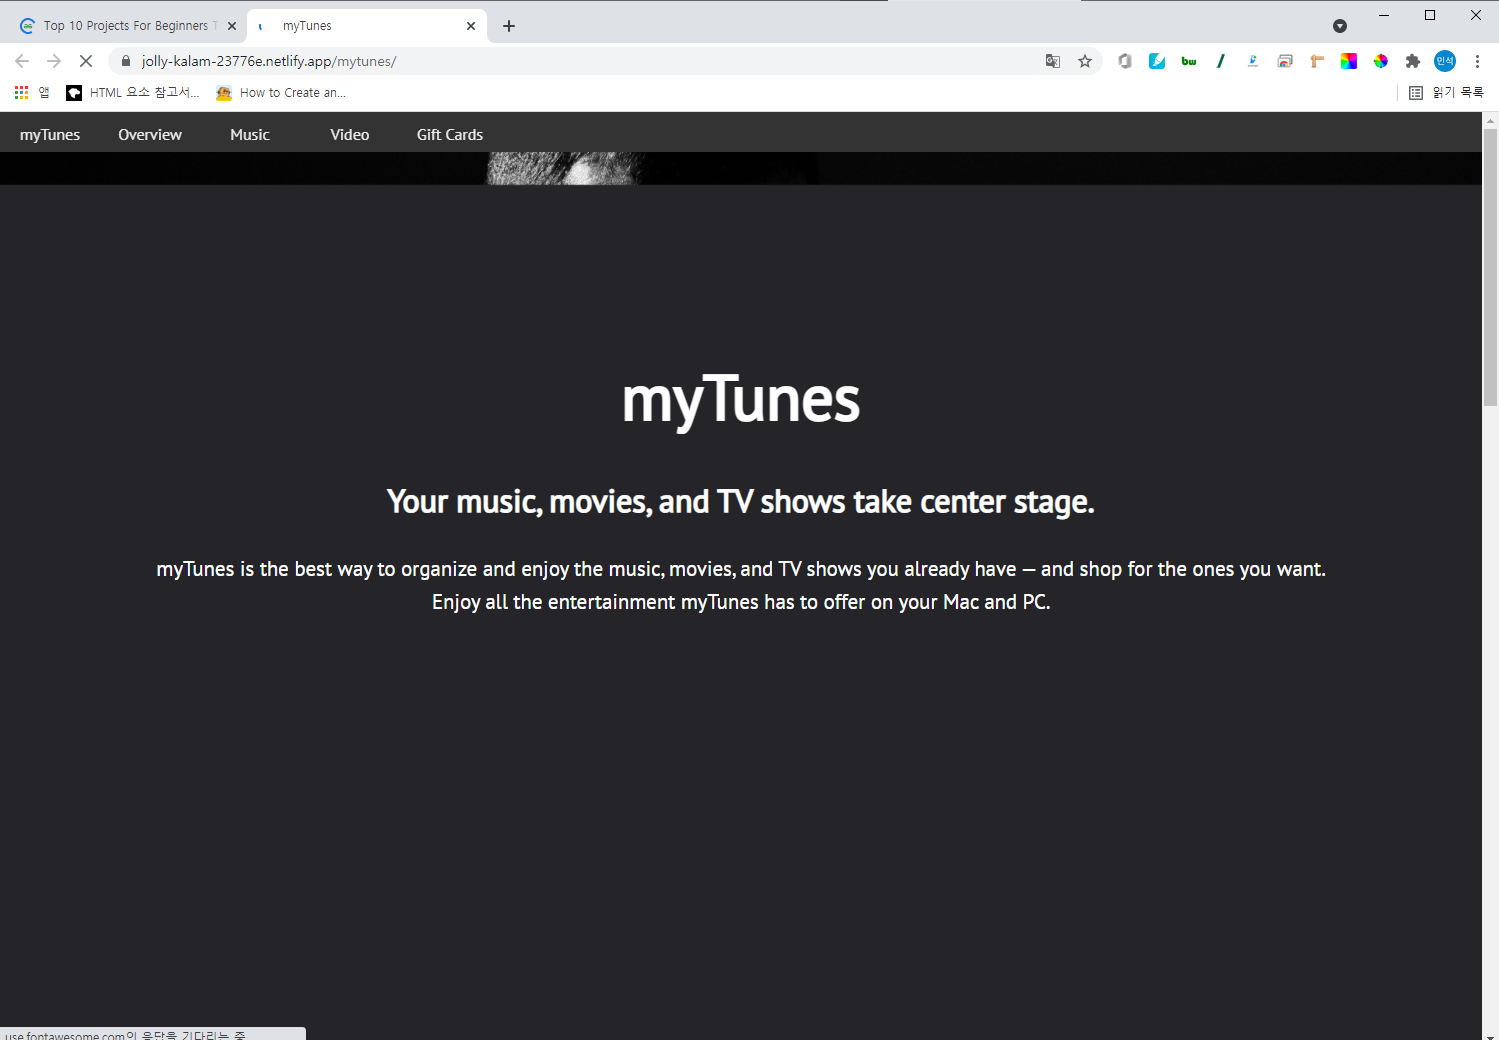 Top 10 Projects For Beginners T
myTunes
jolly-kalam-23776e.netlify.app/mytunes/
bw
민석
앱
HTML 요소 참고서...
How to Create an...
읽기 목록
myTunes Overview Music Video Gift Cards
myTunes
Your music, movies, and TV shows take center stage.
myTunes is the best way to organize and enjoy the music, movies, and TV shows you already have — and shop for the ones you want.
Enjoy all the entertainment myTunes has to offer on your Mac and PC.
use.fontawesome.com의 응답을 기다리는 중